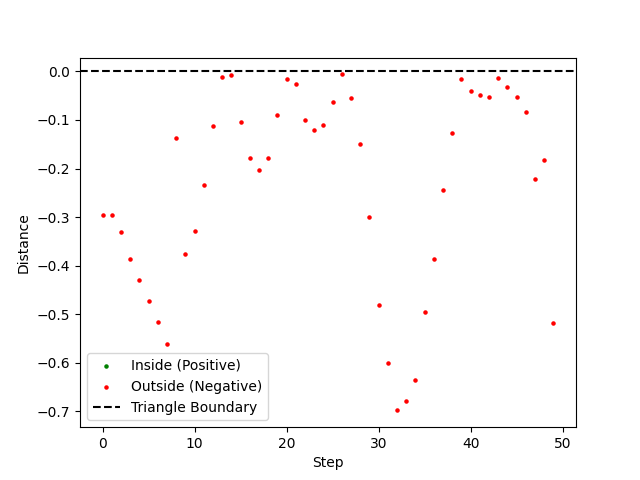 0.0
−0.1
−0.2
−0.3
−0.4
−0.5
−0.6
−0.7
Distance
Inside (Positive)
Outside (Negative)
Triangle Boundary
0 10 20 30 40 50
Step